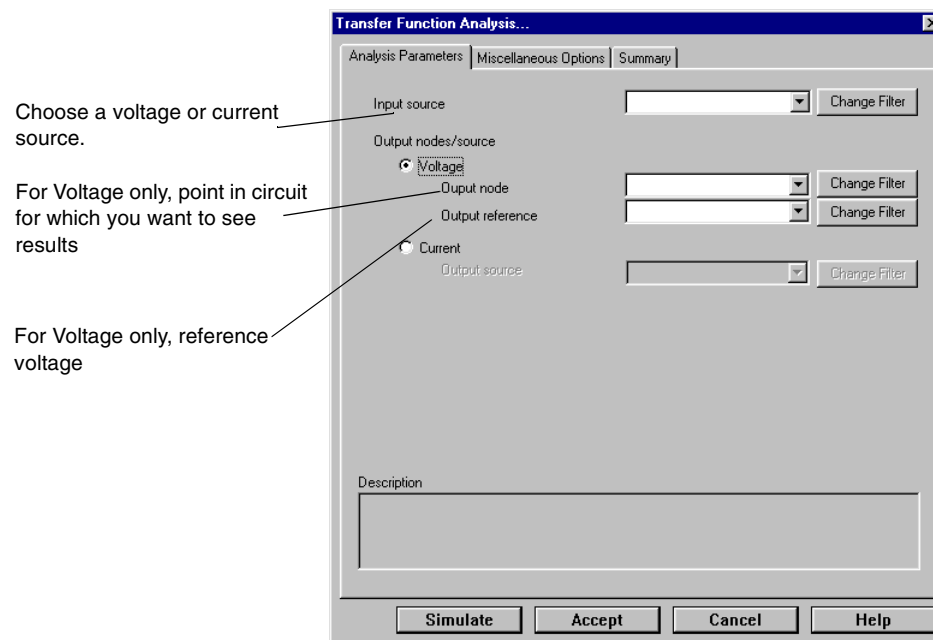 Transfer Function Analysis...
Analysis Parameters Miscellaneous Options Summary
Choose a voltage or current
source.
Input source Change Filter
Output nodes/source
Voltage
For Voltage only, point in circuit
for which you want to see
results
Ouput node Change Filter
Output reference Change Filter
Current
Output source Change Filter
For Voltage only, reference
voltage
Description
Simulate Accept Cancel Help